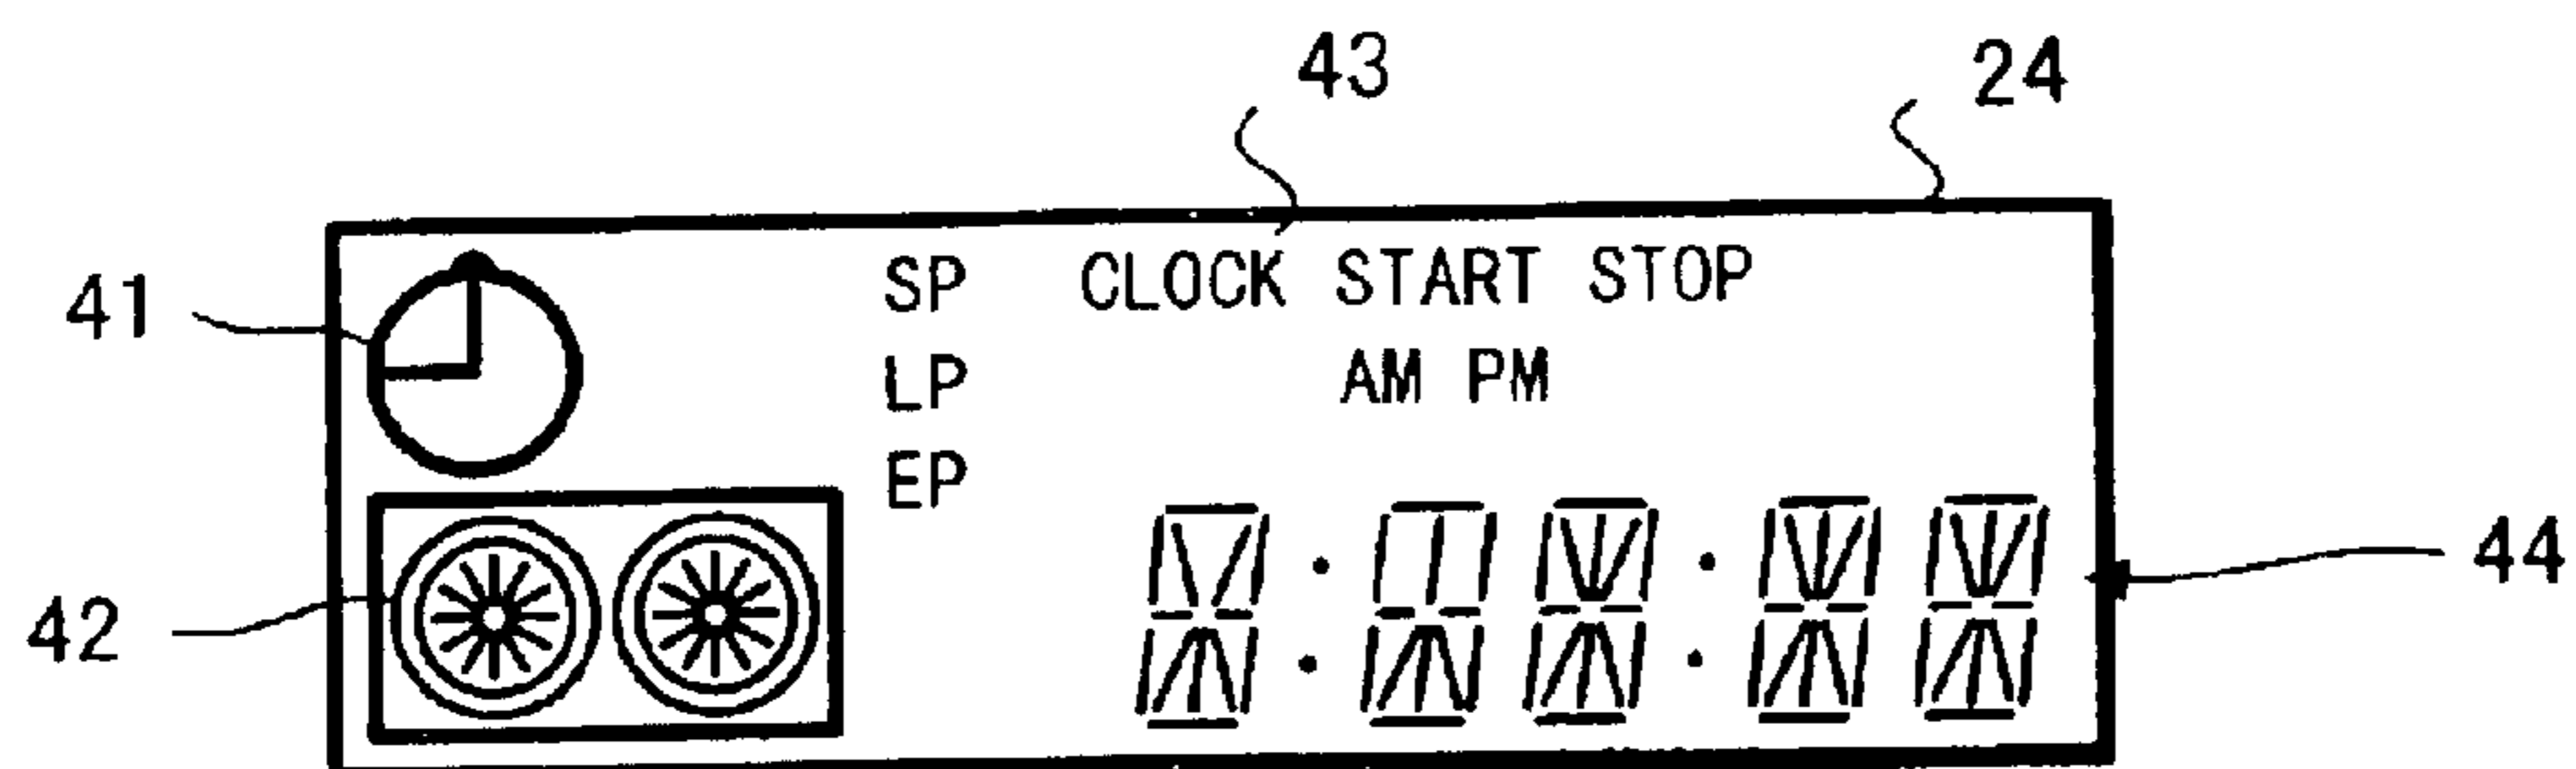 43 24
41 SP CLOCK START STOP
LP AM PM
EP
42 44